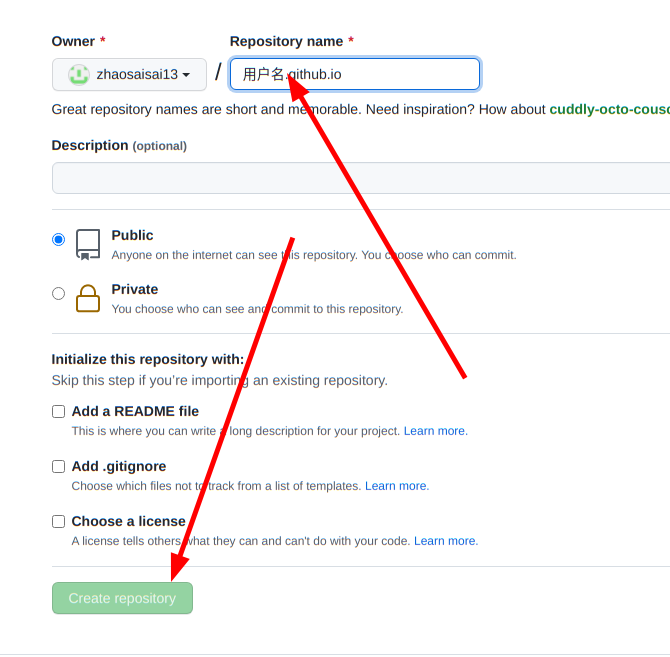 Owner * Repository name *
zhaosaisai13 / 用户名.github.io
Great repository names are short and memorable. Need inspiration? How about cuddly-octo-cousc
Description (optional)
Public
Anyone on the internet can see this repository. You choose who can commit.
Private
You choose who can see and commit to this repository.
Initialize this repository with:
Skip this step if you're importing an existing repository.
Add a README file
This is where you can write a long description for your project. Learn more.
Add .gitignore
Choose which files not to track from a list of templates. Learn more.
Choose a license
A license tells others what they can and can't do with your code. Learn more.
Create repository